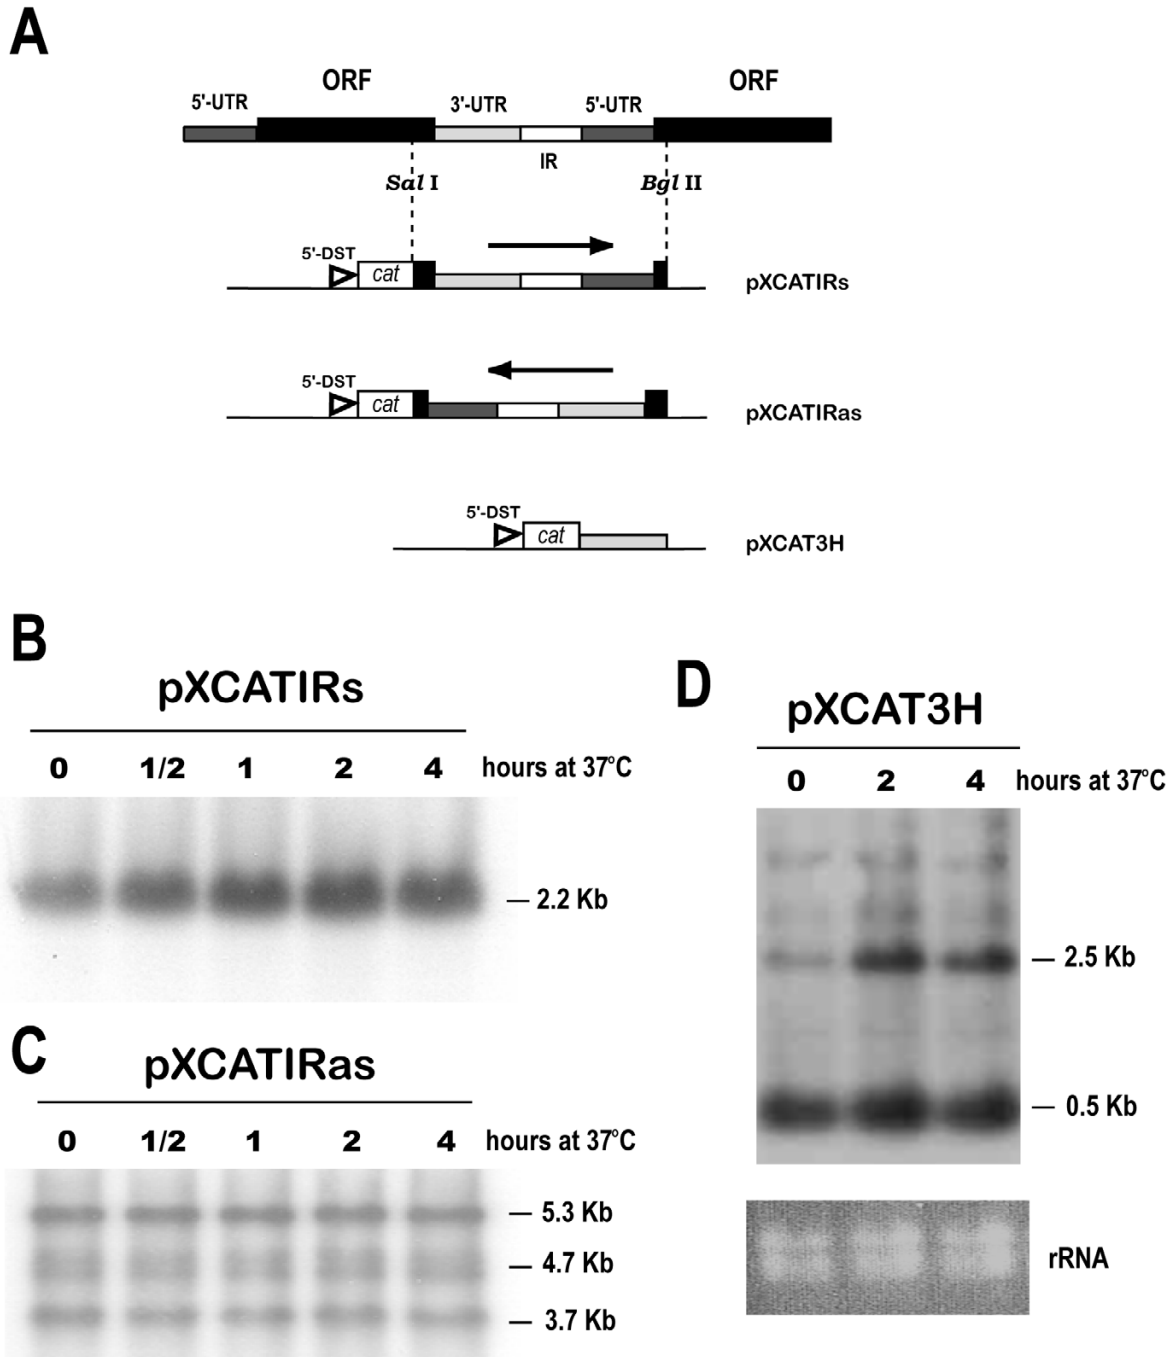 A
ORF ORF
5'-UTR 3'-UTR 5'-UTR
IR
Sal I Bgl II
5'-DST
cat
pXCATIRs
5'-DST
cat
pXCATIRas
5'-DST
cat
pXCAT3H
B
pXCATIRs
0 1/2 1 2 4 hours at 37°C
2.2 Kb
C
pXCATIRas
0 1/2 1 2 4 hours at 37°C
5.3 Kb
4.7 Kb
3.7 Kb
D
pXCAT3H
0 2 4 hours at 37°C
2.5 Kb
0.5 Kb
rRNA